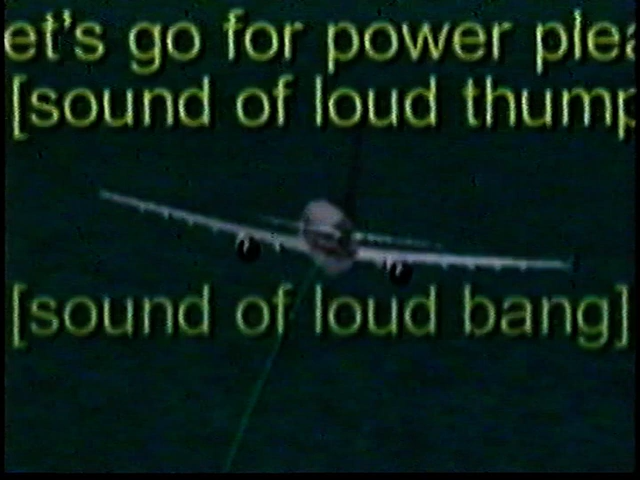 et's go for power plea
[sound of loud thump
[sound of loud bang]